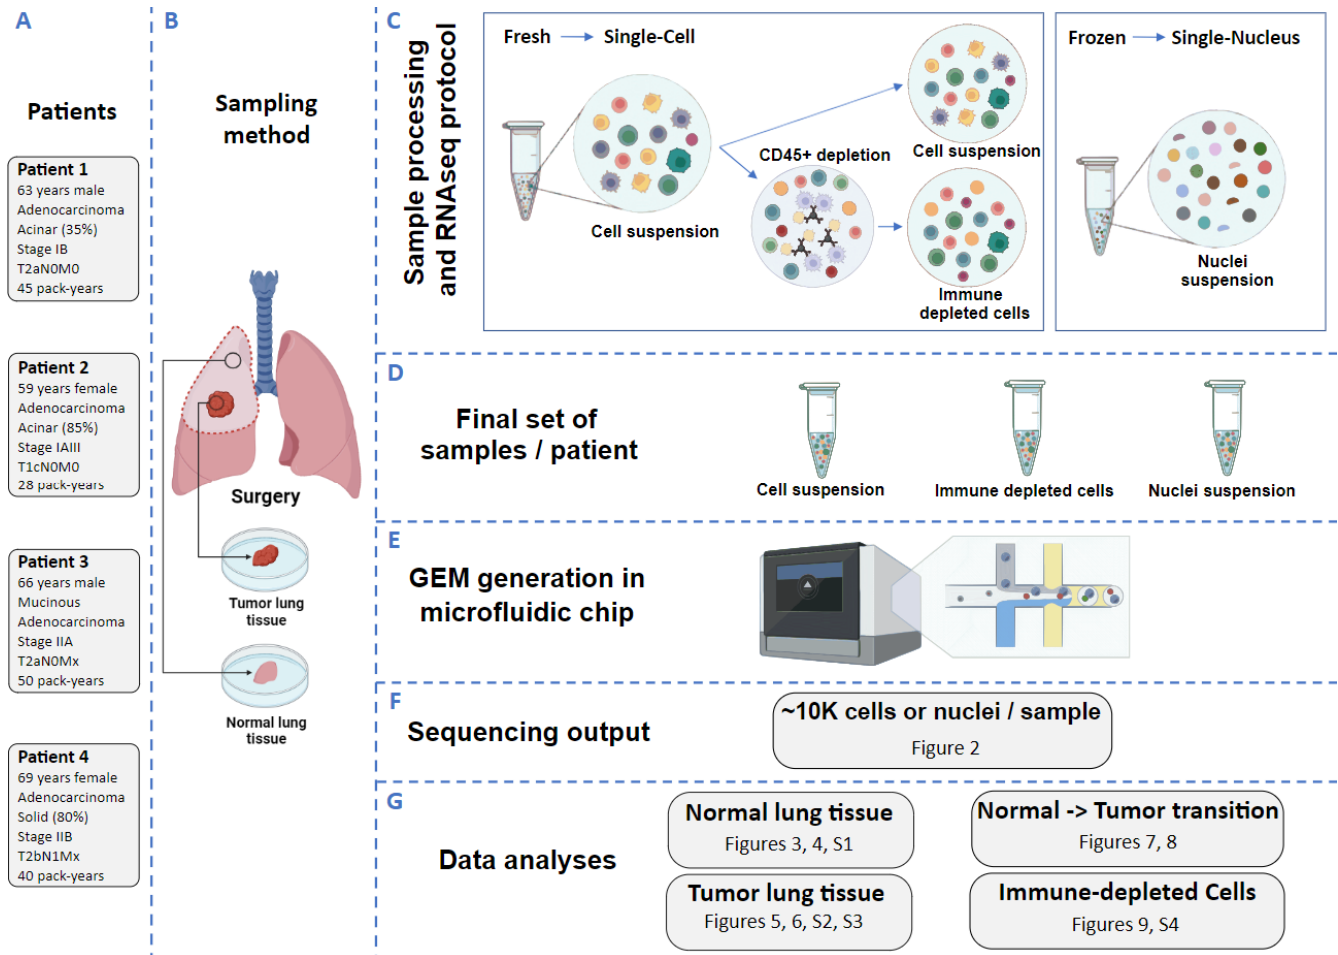 A
Patients
Patient 1
63 years male
Adenocarcinoma
Acinar (35%)
Stage IB
T2aN0M0
45 pack-years
Patient 2
59 years female
Adenocarcinoma
Acinar (85%)
Stage IAIII
T1cN0M0
28 pack-years
Patient 3
66 years male
Mucinous
Adenocarcinoma
Stage IIA
T2aN0Mx
50 pack-years
Patient 4
69 years female
Adenocarcinoma
Solid (80%)
Stage IIB
T2bN1Mx
40 pack-years
B
Sampling
method
Surgery
Tumor lung
tissue
Normal lung
tissue
C
Sample processing
and RNAseq protocol
Fresh
Single-Cell
Cell suspension
CD45+ depletion
Cell suspension
Immune
depleted cells
Frozen
Single-Nucleus
Nuclei
suspension
D
Final set of
samples / patient
Cell suspension
Immune depleted cells
Nuclei suspension
E
GEM generation in
microfluidic chip
F
Sequencing output
~10K cells or nuclei / sample
Figure 2
G
Data analyses
Normal lung tissue
Figures 3, 4, S1
Normal -> Tumor transition
Figures 7, 8
Tumor lung tissue
Figures 5, 6, S2, S3
Immune-depleted Cells
Figures 9, S4